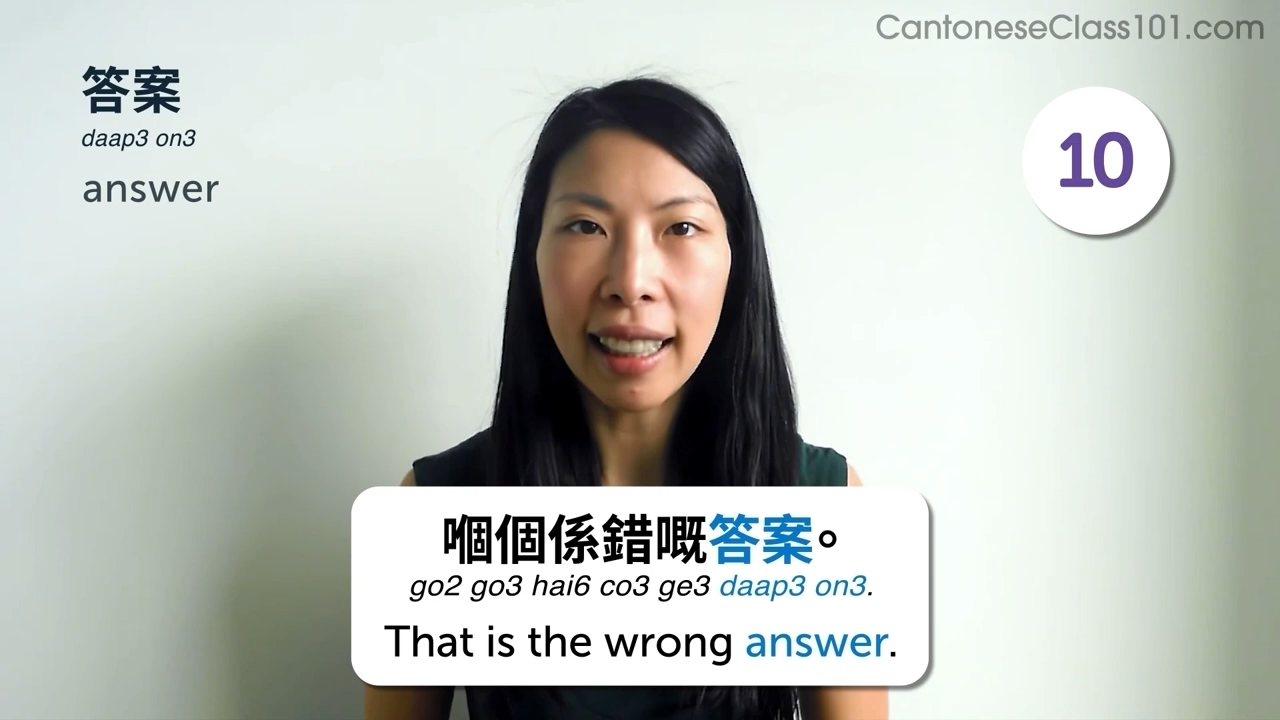 CantoneseClass101.com
答案
daap3 on3
answer
10
嗰個係錯嘅答案。
go2 go3 hai6 co3 ge3 daap3 on3.
That is the wrong answer.